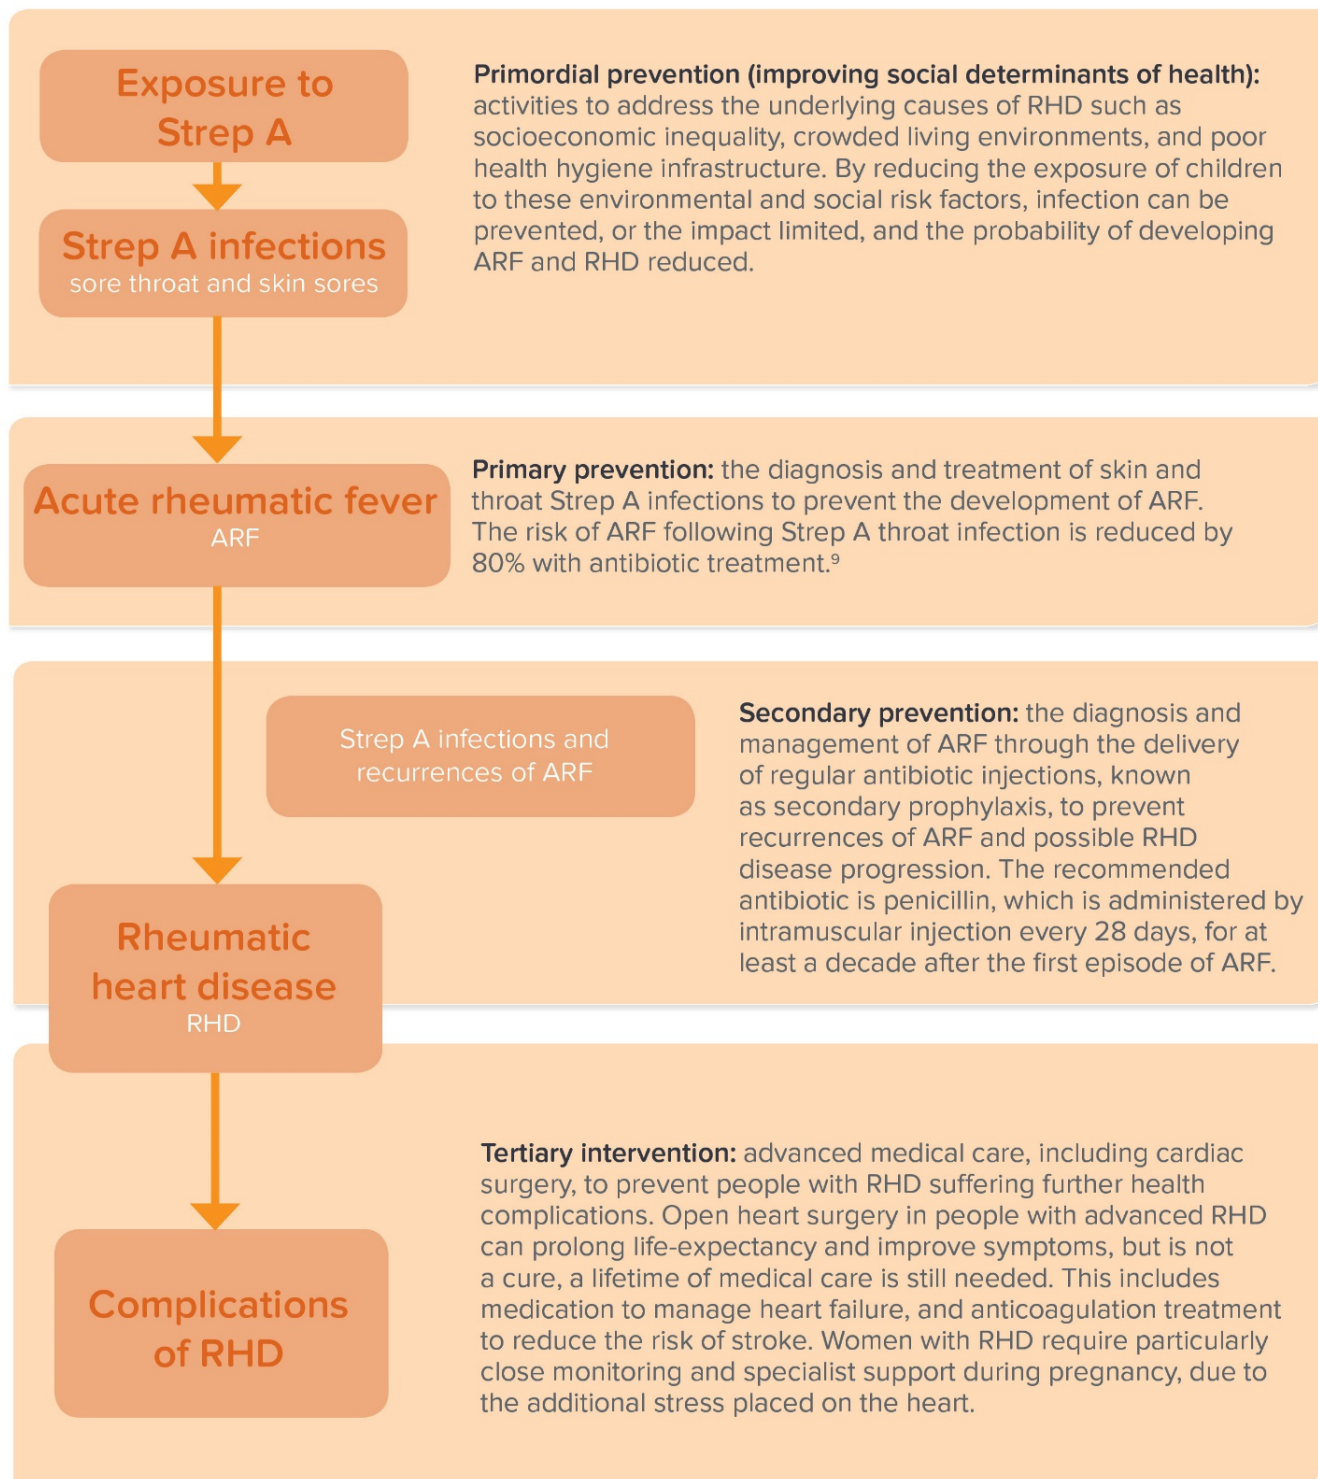 Exposure to
Strep A
Strep A infections
sore throat and skin sores
Primordial prevention (improving social determinants of health):
activities to address the underlying causes of RHD such as
socioeconomic inequality, crowded living environments, and poor
health hygiene infrastructure. By reducing the exposure of children
to these environmental and social risk factors, infection can be
prevented, or the impact limited, and the probability of developing
ARF and RHD reduced.
Acute rheumatic fever
ARF
Primary prevention: the diagnosis and treatment of skin and
throat Strep A infections to prevent the development of ARF.
The risk of ARF following Strep A throat infection is reduced by
80% with antibiotic treatment.⁹
Strep A infections and
recurrences of ARF
Secondary prevention: the diagnosis and
management of ARF through the delivery
of regular antibiotic injections, known
as secondary prophylaxis, to prevent
recurrences of ARF and possible RHD
disease progression. The recommended
antibiotic is penicillin, which is administered by
intramuscular injection every 28 days, for at
least a decade after the first episode of ARF.
Rheumatic
heart disease
RHD
Tertiary intervention: advanced medical care, including cardiac
surgery, to prevent people with RHD suffering further health
complications. Open heart surgery in people with advanced RHD
can prolong life-expectancy and improve symptoms, but is not
a cure, a lifetime of medical care is still needed. This includes
medication to manage heart failure, and anticoagulation treatment
to reduce the risk of stroke. Women with RHD require particularly
close monitoring and specialist support during pregnancy, due to
the additional stress placed on the heart.
Complications
of RHD